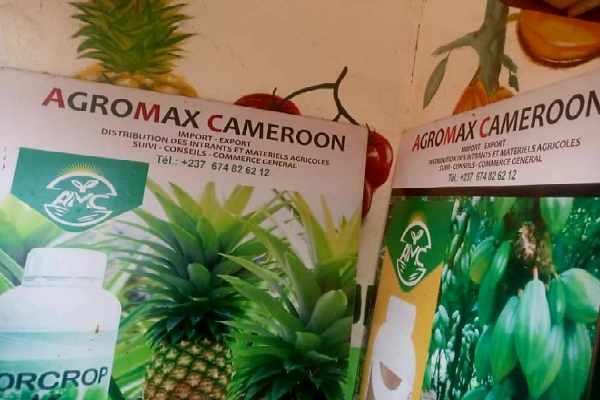 AGROMAX CAMEROON
IMPORT - EXPORT
DISTRIBUTION DES INTRANTS ET MATERIELS AGRICOLES
SUIVI - CONSEILS - COMMERCE GENERAL
Tél.: +237 674 82 62 12
AMC
ORCROP
AGROMAX CAMEROON
IMPORT - EXPORT
DISTRIBUTION DES INTRANTS ET MATERIELS AGRICOLES
SUIVI - CONSEILS - COMMERCE GENERAL
Tél.: +237 674 82 62 12
AMC